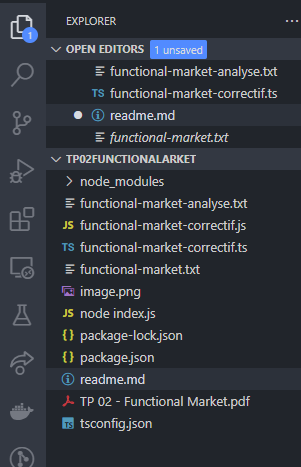 EXPLORER
OPEN EDITORS 1 unsaved
functional-market-analyse.txt
TS functional-market-correctif.ts
readme.md
functional-market.txt
TP02FUNCTIONALARKET
node_modules
functional-market-analyse.txt
JS functional-market-correctif.js
TS functional-market-correctif.ts
functional-market.txt
image.png
JS node index.js
{} package-lock.json
{} package.json
readme.md
TP 02 - Functional Market.pdf
TS tsconfig.json
1